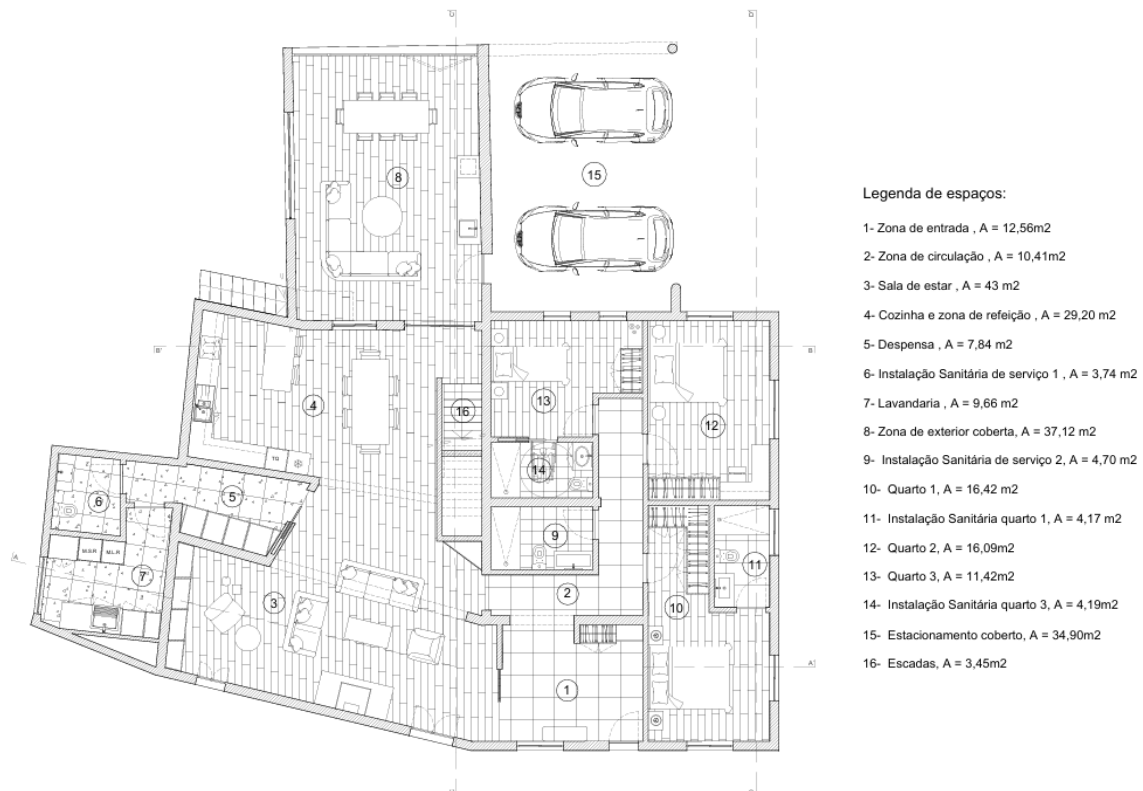 C'
D'
8
15
Legenda de espaços:
1- Zona de entrada , A = 12,56m2
2- Zona de circulação , A = 10,41m2
3- Sala de estar , A = 43 m2
4- Cozinha e zona de refeição , A = 29,20 m2
5- Despensa , A = 7,84 m2
6- Instalação Sanitária de serviço 1 , A = 3,74 m2
7- Lavandaria , A = 9,66 m2
8- Zona de exterior coberta, A = 37,12 m2
9- Instalação Sanitária de serviço 2, A = 4,70 m2
10- Quarto 1, A = 16,42 m2
11- Instalação Sanitária quarto 1, A = 4,17 m2
12- Quarto 2, A = 16,09m2
13- Quarto 3, A = 11,42m2
14- Instalação Sanitária quarto 3, A = 4,19m2
15- Estacionamento coberto, A = 34,90m2
16- Escadas, A = 3,45m2
B'
B
4
16
13
12
TG
14
6
5
9
A
M.S.R
M.L.R
7
11
3
2
10
A'
1